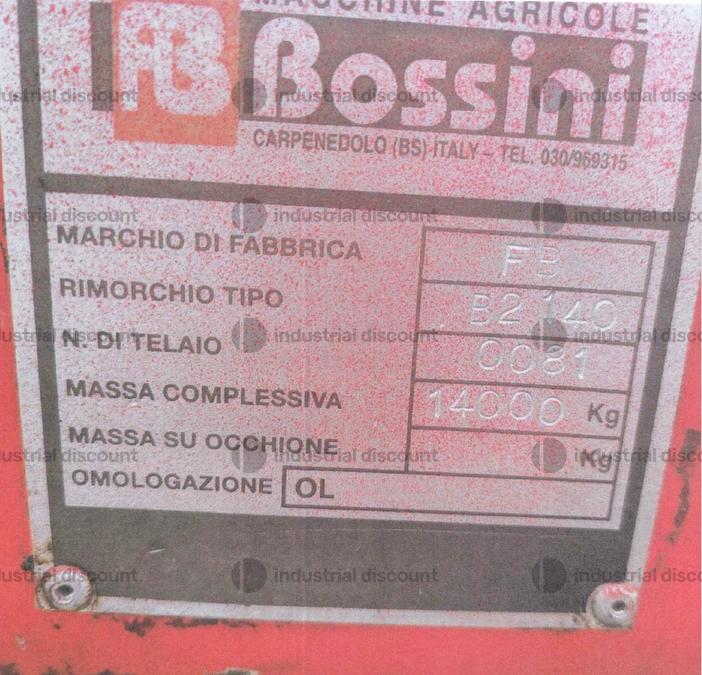 MACCHINE AGRICOLE
FB Bossini
CARPENEDOLO (BS) ITALY - TEL. 030/969315
MARCHIO DI FABBRICA FB
RIMORCHIO TIPO B2 140
N. DI TELAIO 0081
MASSA COMPLESSIVA 14000 Kg
MASSA SU OCCHIONE Kg
OMOLOGAZIONE OL
industrial discount